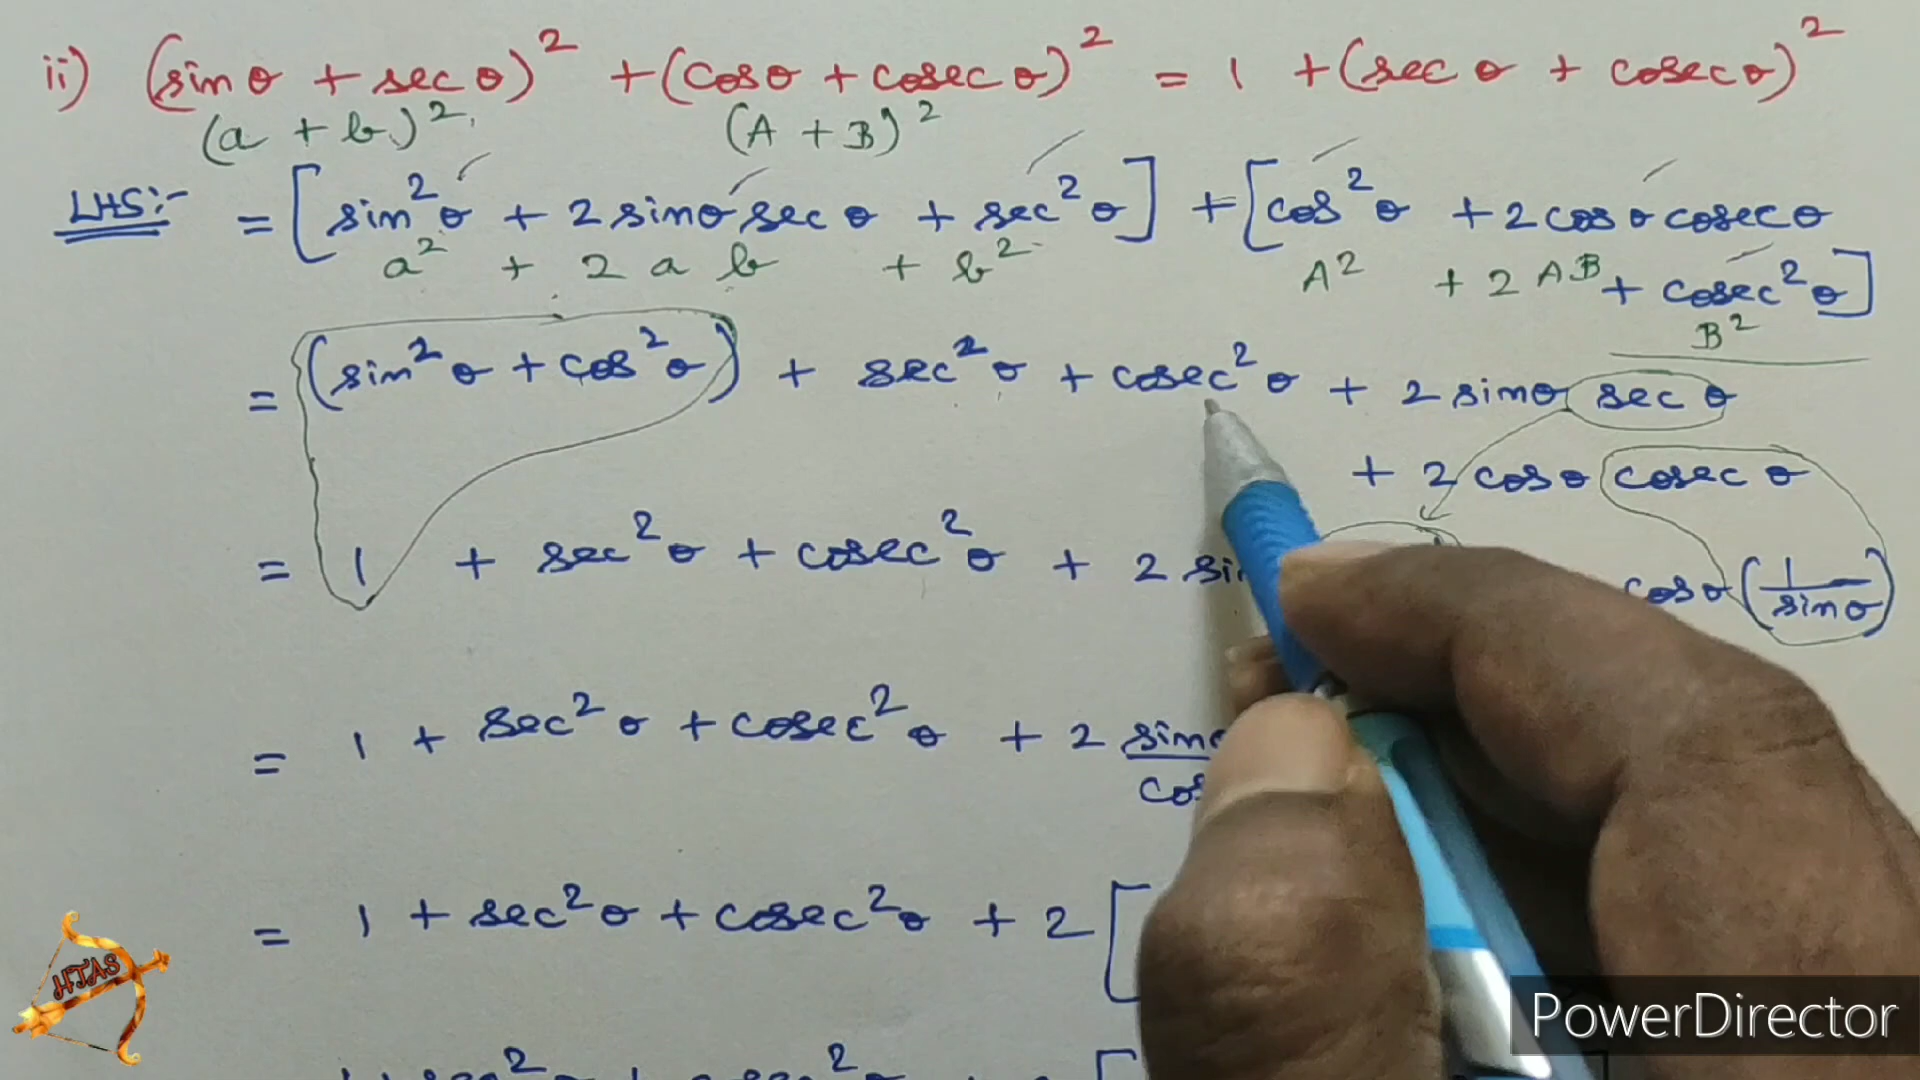 ii) (sin θ + sec θ)² + (cos θ + cosec θ)² = 1 + (sec θ + cosec θ)²
(a + b)² (A + B)²
LHS:- = [sin²θ + 2 sin θ sec θ + sec²θ] + [cos²θ + 2 cos θ cosec θ
a² + 2 a b + b² A² + 2 AB + cosec²θ]
B²
= (sin²θ + cos²θ) + sec²θ + cosec²θ + 2 sin θ sec θ
+ 2 cos θ cosec θ
= 1 + sec²θ + cosec²θ + 2 cos θ (1/sin θ)
= 1 + sec²θ + cosec²θ + 2
= 1 + sec²θ + cosec²θ + 2 [
HTAS
PowerDirector